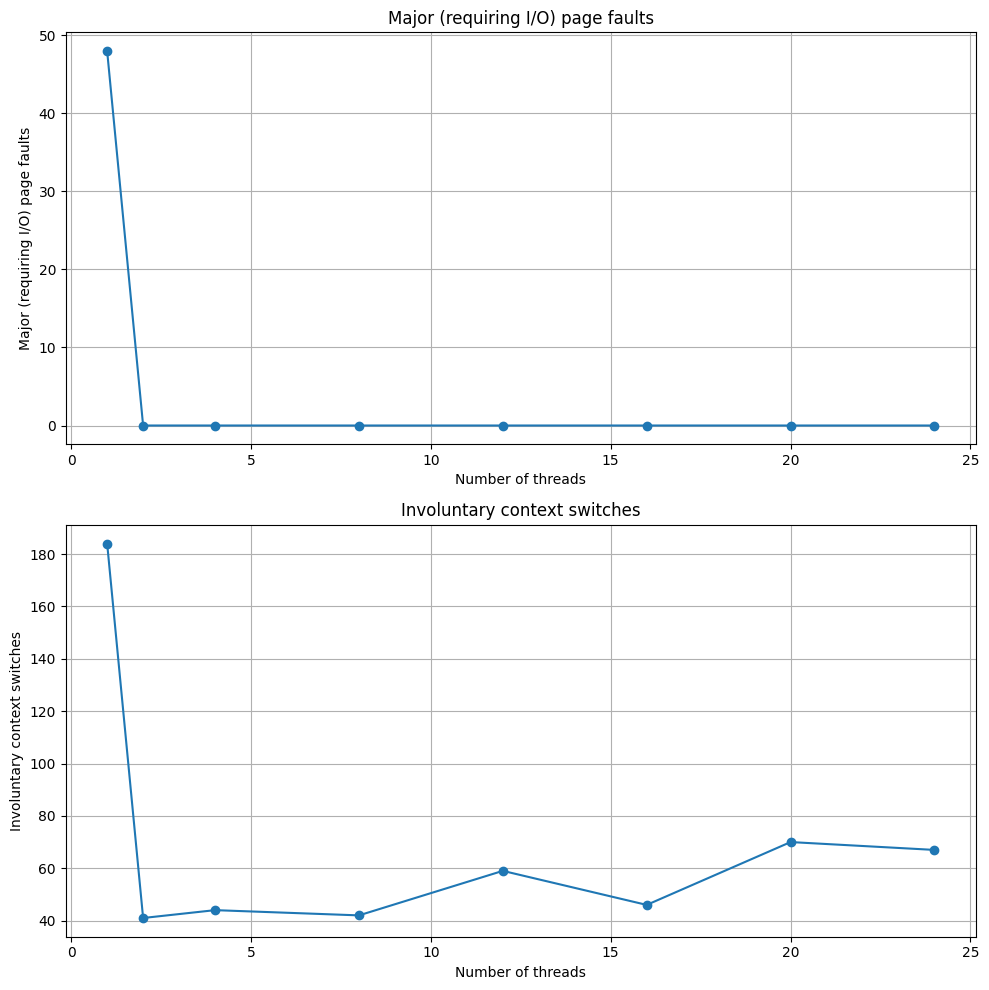 Major (requiring I/O) page faults
Major (requiring I/O) page faults
50
40
30
20
10
0
0 5 10 15 20 25
Number of threads
Involuntary context switches
Involuntary context switches
180
160
140
120
100
80
60
40
0 5 10 15 20 25
Number of threads